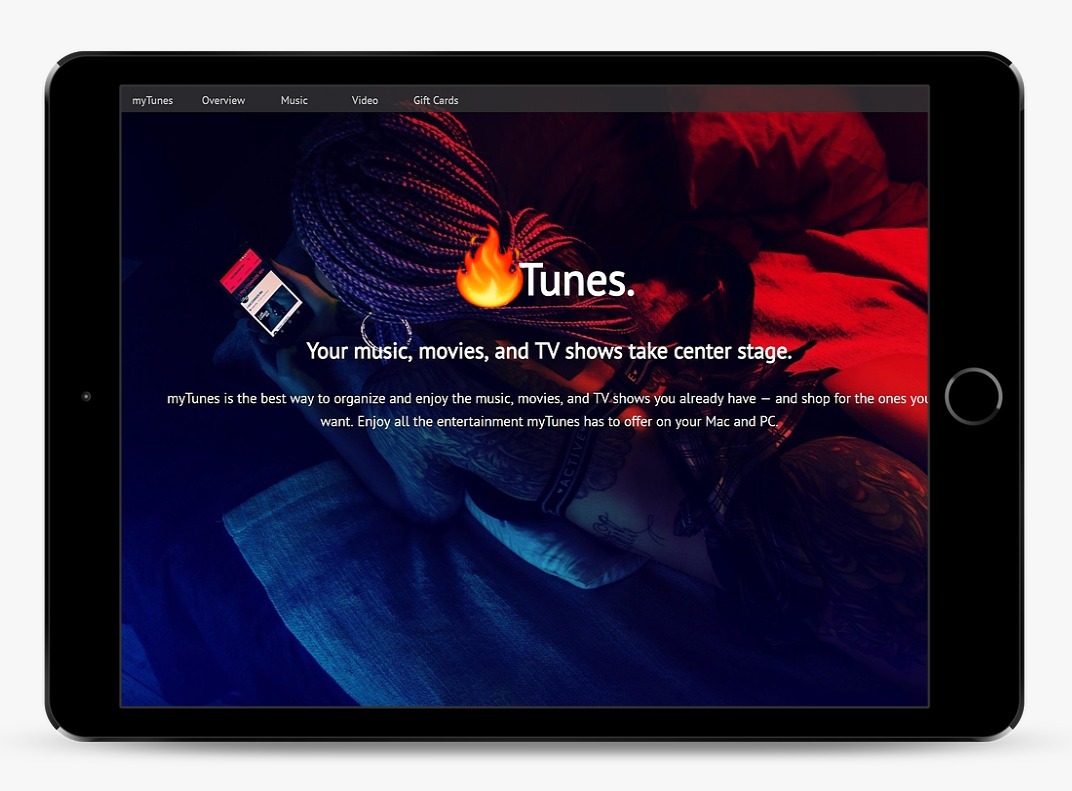 myTunes Overview Music Video Gift Cards
🔥Tunes.
Your music, movies, and TV shows take center stage.
myTunes is the best way to organize and enjoy the music, movies, and TV shows you already have — and shop for the ones you
want. Enjoy all the entertainment myTunes has to offer on your Mac and PC.
ACTIVE